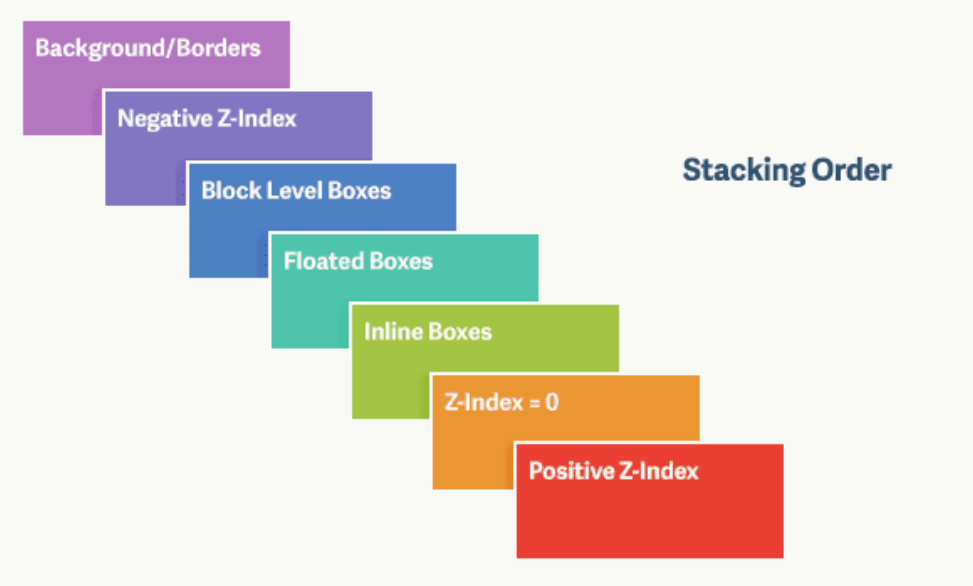 Background/Borders
Negative Z-Index
Stacking Order
Block Level Boxes
Floated Boxes
Inline Boxes
Z-Index = 0
Positive Z-Index